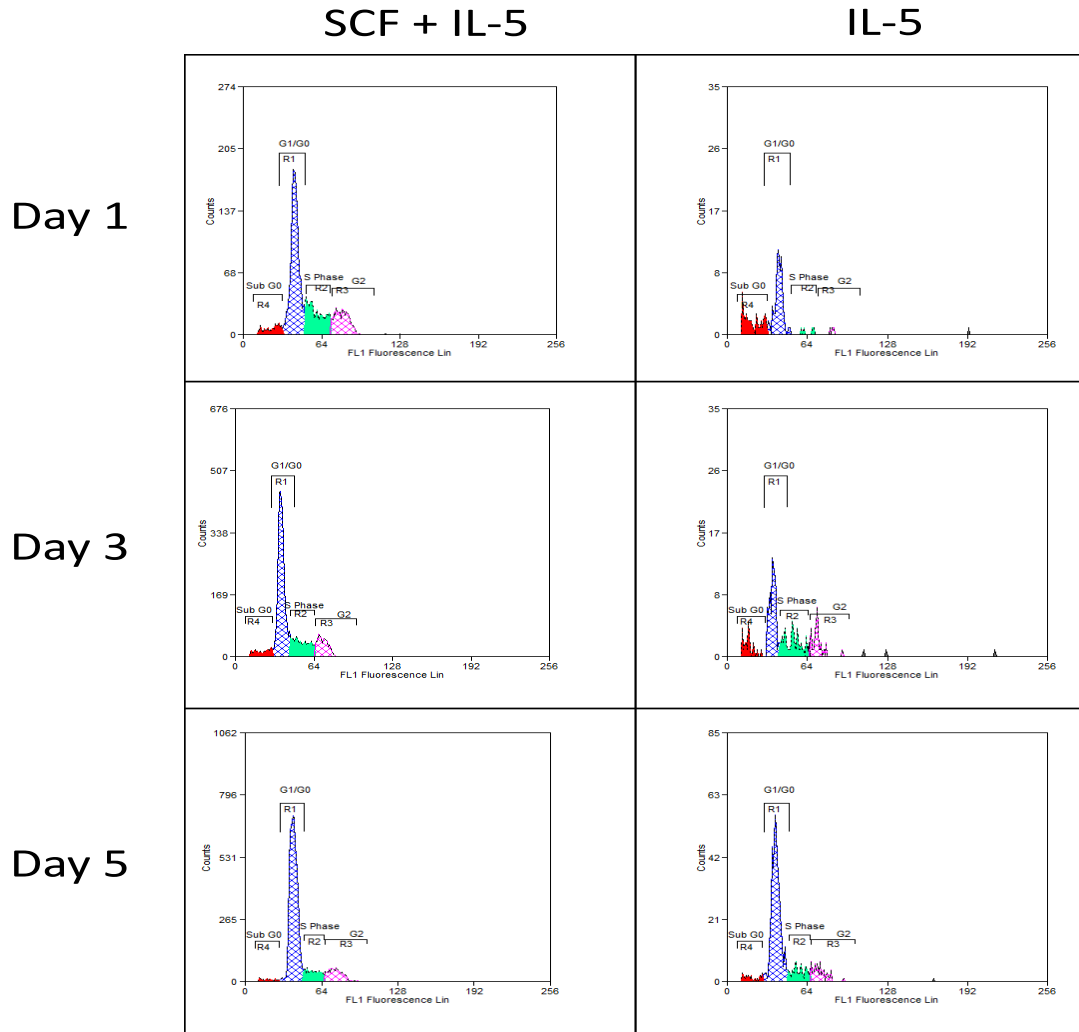 SCF + IL-5
IL-5
Day 1
274
205
137
68
0
Counts
G1/G0
R1
S Phase
R2
G2
R3
Sub G0
R4
0 64 128 192 256
FL1 Fluorescence Lin
35
26
17
8
0
Counts
G1/G0
R1
S Phase
R2
G2
R3
Sub G0
R4
0 64 128 192 256
FL1 Fluorescence Lin
Day 3
676
507
338
169
0
Counts
G1/G0
R1
S Phase
R2
G2
R3
Sub G0
R4
0 64 128 192 256
FL1 Fluorescence Lin
35
26
17
8
0
Counts
G1/G0
R1
S Phase
R2
G2
R3
Sub G0
R4
0 64 128 192 256
FL1 Fluorescence Lin
Day 5
1062
796
531
265
0
Counts
G1/G0
R1
S Phase
R2
G2
R3
Sub G0
R4
0 64 128 192 256
FL1 Fluorescence Lin
85
63
42
21
0
Counts
G1/G0
R1
S Phase
R2
G2
R3
Sub G0
R4
0 64 128 192 256
FL1 Fluorescence Lin